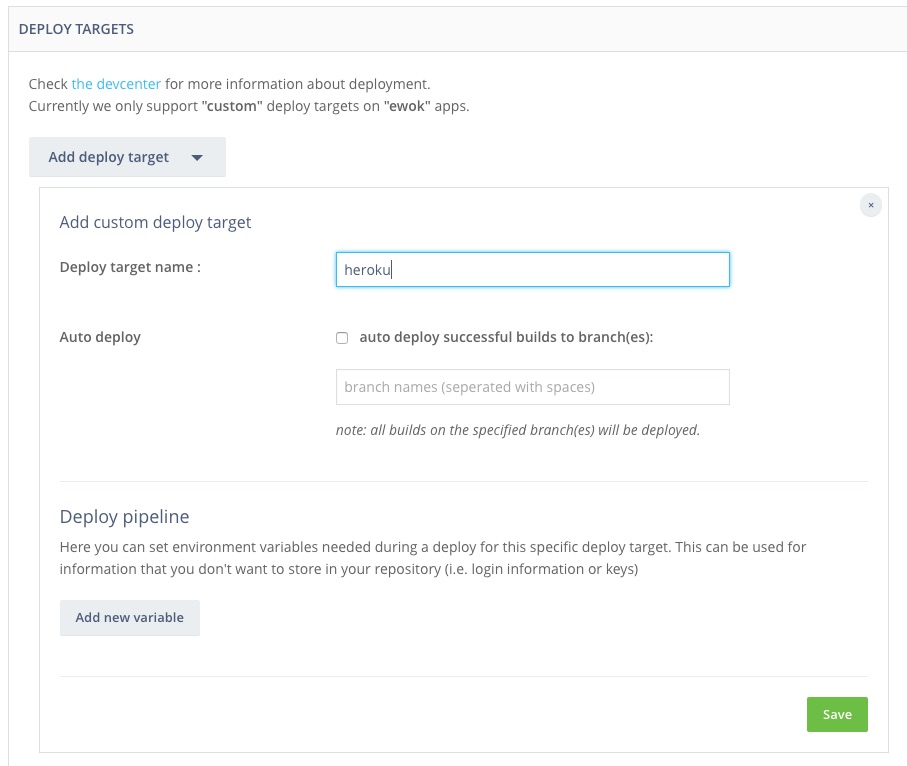 DEPLOY TARGETS
Check the devcenter for more information about deployment.
Currently we only support "custom" deploy targets on "ewok" apps.
Add deploy target
×
Add custom deploy target
Deploy target name :
heroku
Auto deploy
auto deploy successful builds to branch(es):
branch names (seperated with spaces)
note: all builds on the specified branch(es) will be deployed.
Deploy pipeline
Here you can set environment variables needed during a deploy for this specific deploy target. This can be used for
information that you don't want to store in your repository (i.e. login information or keys)
Add new variable
Save